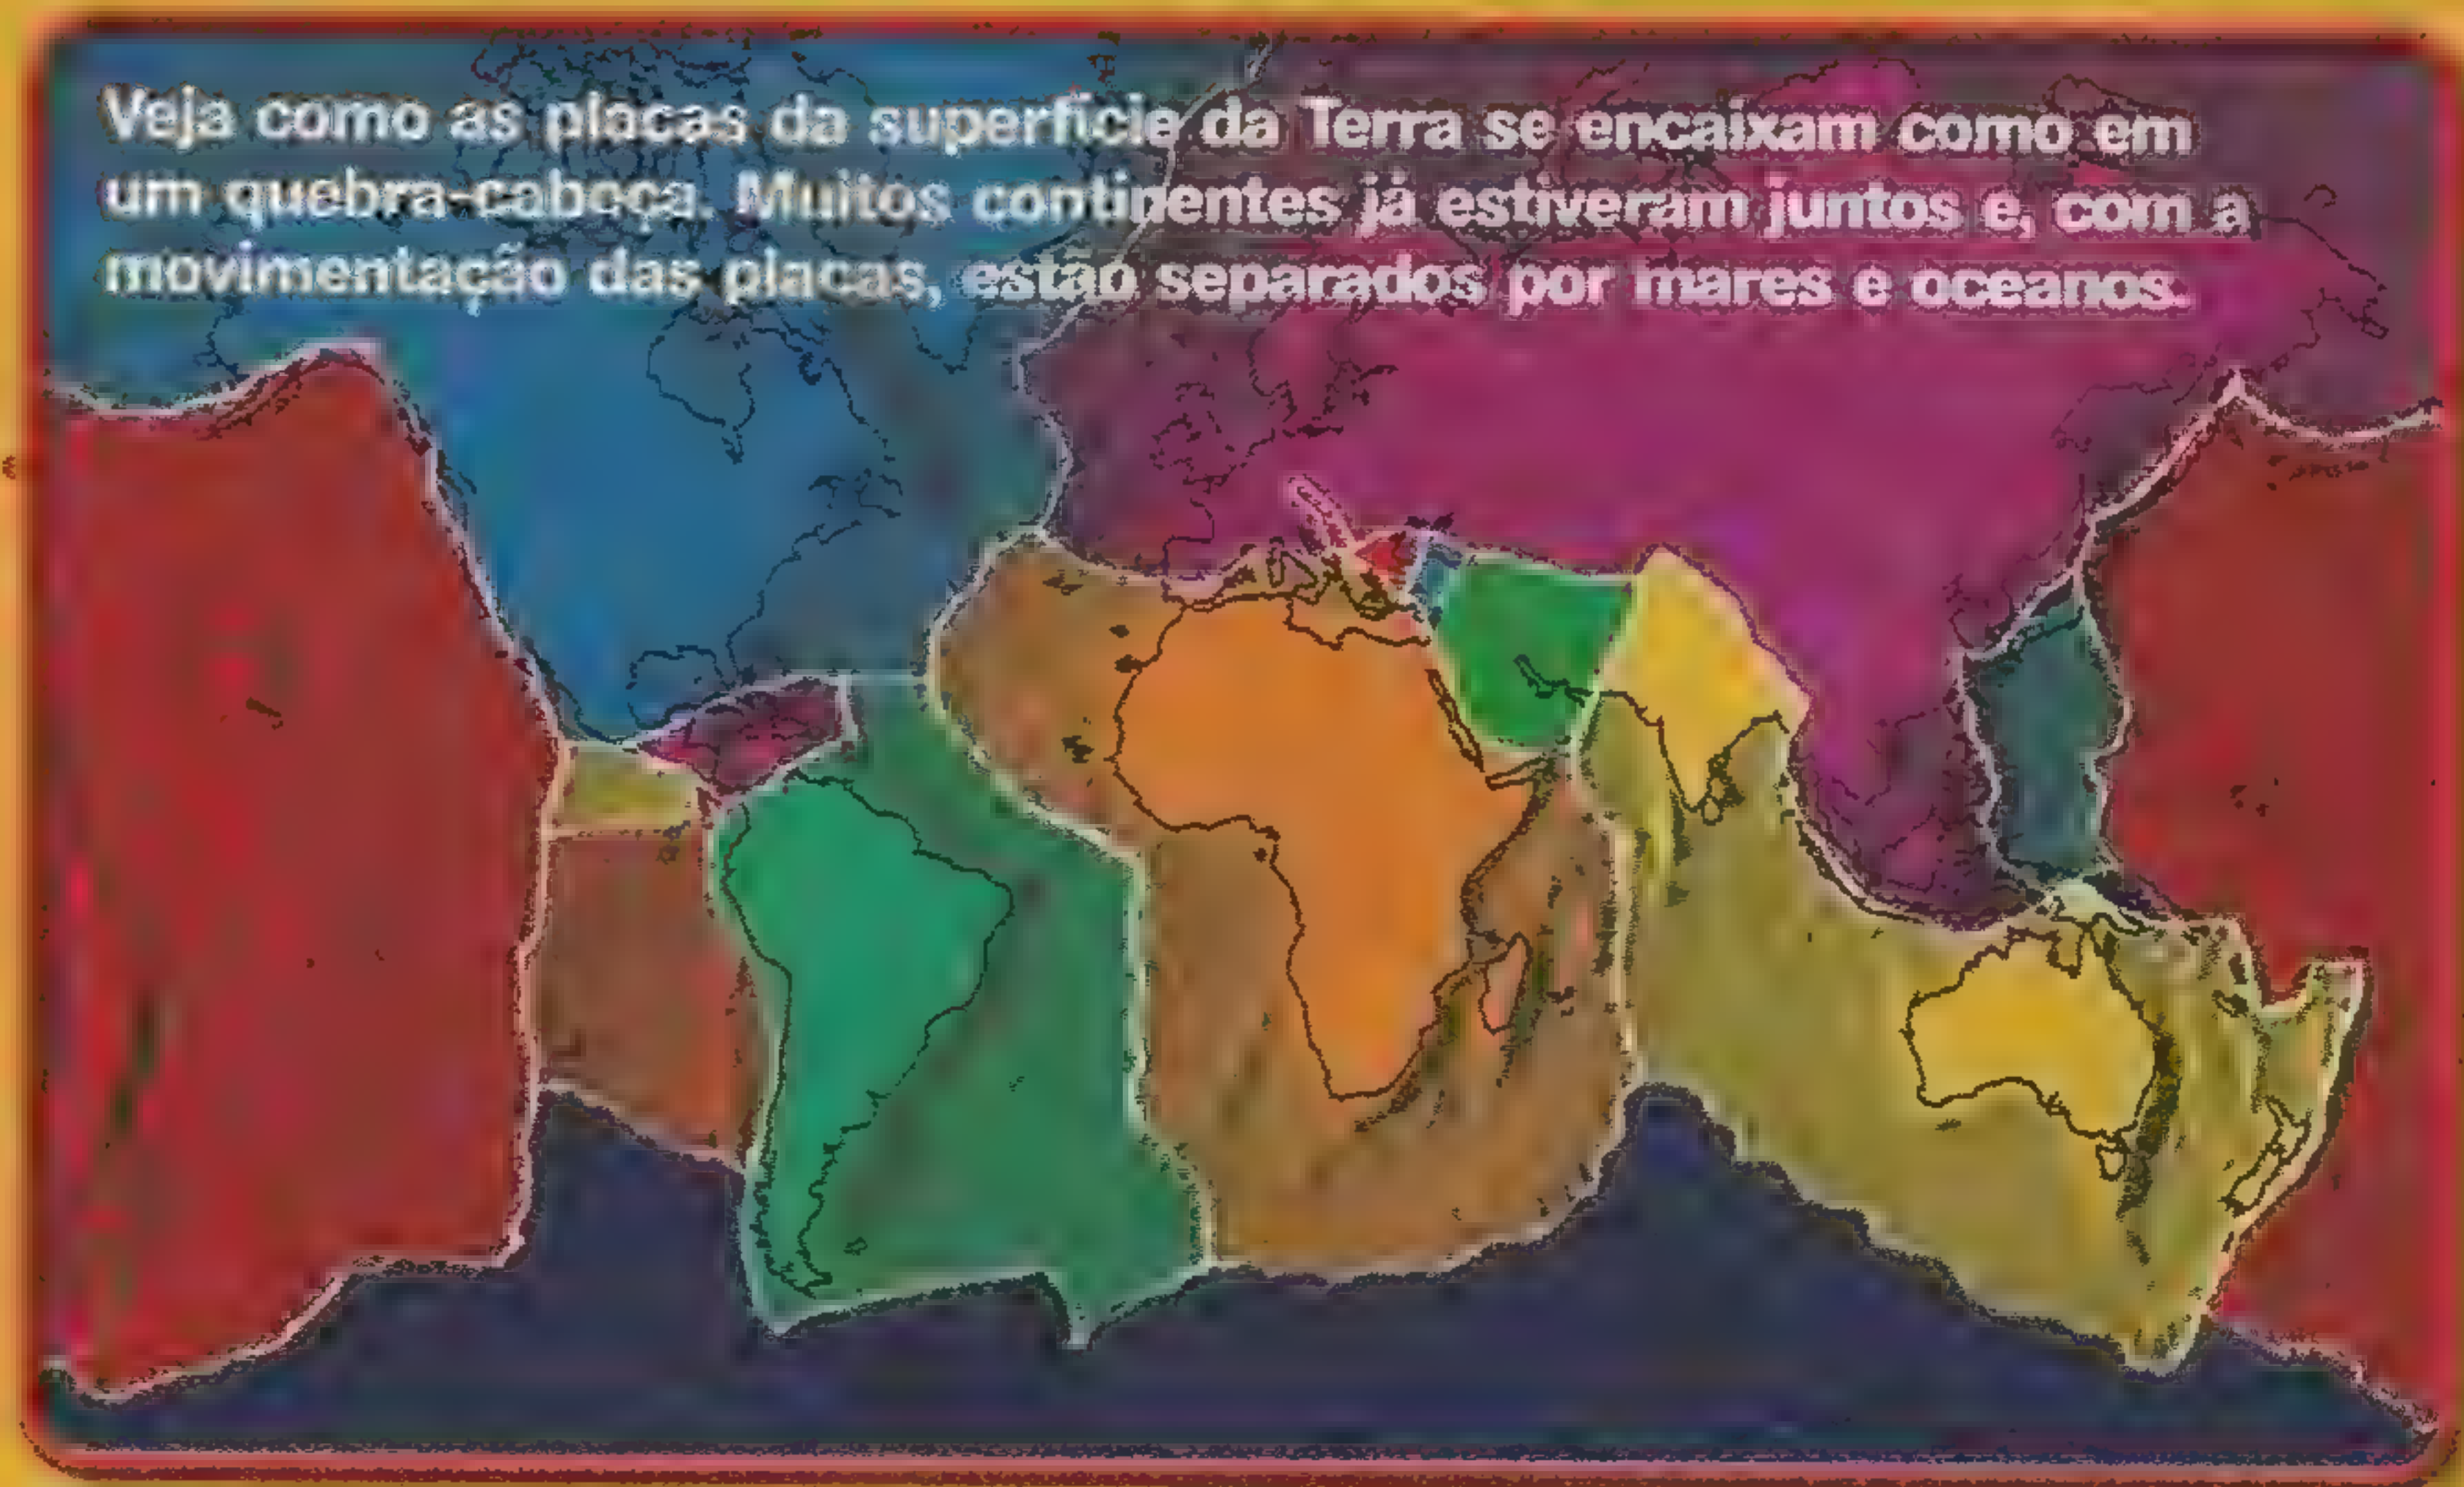 Veja como as placas da superfície da Terra se encaixam como em
um quebra-cabeça. Muitos continentes já estiveram juntos e, com a
movimentação das placas, estão separados por mares e oceanos.